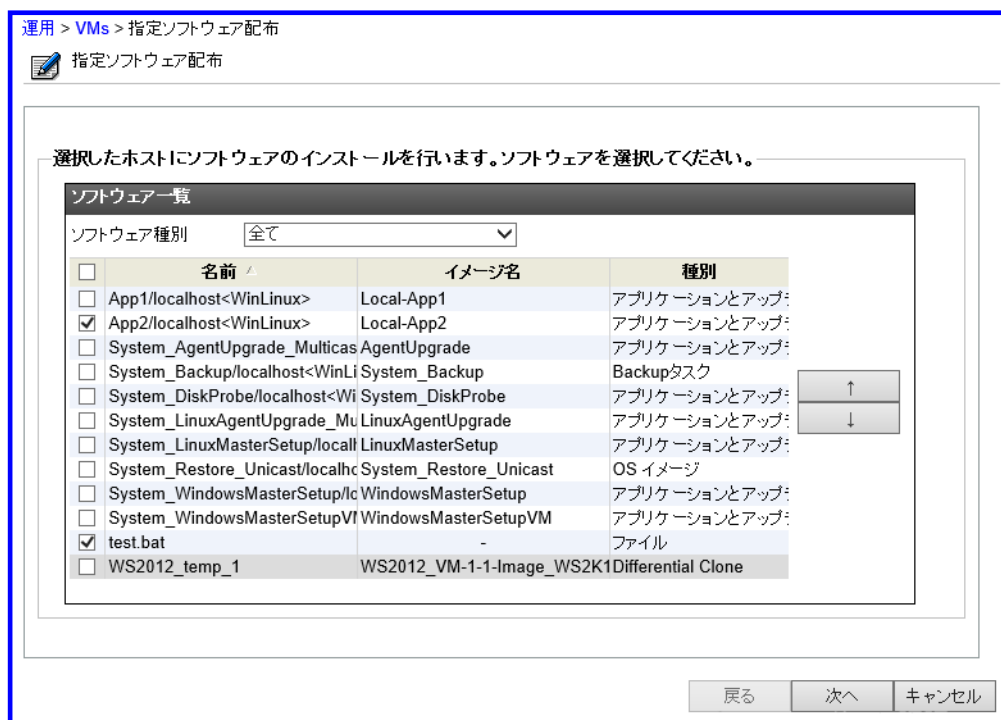 運用 > VMs > 指定ソフトウェア配布
指定ソフトウェア配布
選択したホストにソフトウェアのインストールを行います。ソフトウェアを選択してください。
ソフトウェア一覧
ソフトウェア種別 全て
名前 イメージ名 種別
App1/localhost<WinLinux> Local-App1 アプリケーションとアップデ
App2/localhost<WinLinux> Local-App2 アプリケーションとアップデ
System_AgentUpgrade_Multicas AgentUpgrade アプリケーションとアップデ
System_Backup/localhost<WinLi System_Backup Backupタスク
System_DiskProbe/localhost<Wi System_DiskProbe アプリケーションとアップデ
↑
System_LinuxAgentUpgrade_Mu LinuxAgentUpgrade アプリケーションとアップデ
↓
System_LinuxMasterSetup/localh LinuxMasterSetup アプリケーションとアップデ
System_Restore_Unicast/localho System_Restore_Unicast OS イメージ
System_WindowsMasterSetup/lo WindowsMasterSetup アプリケーションとアップデ
System_WindowsMasterSetupVM WindowsMasterSetupVM アプリケーションとアップデ
test.bat - ファイル
WS2012_temp_1 WS2012_VM-1-1-Image_WS2K1 Differential Clone
戻る 次へ キャンセル